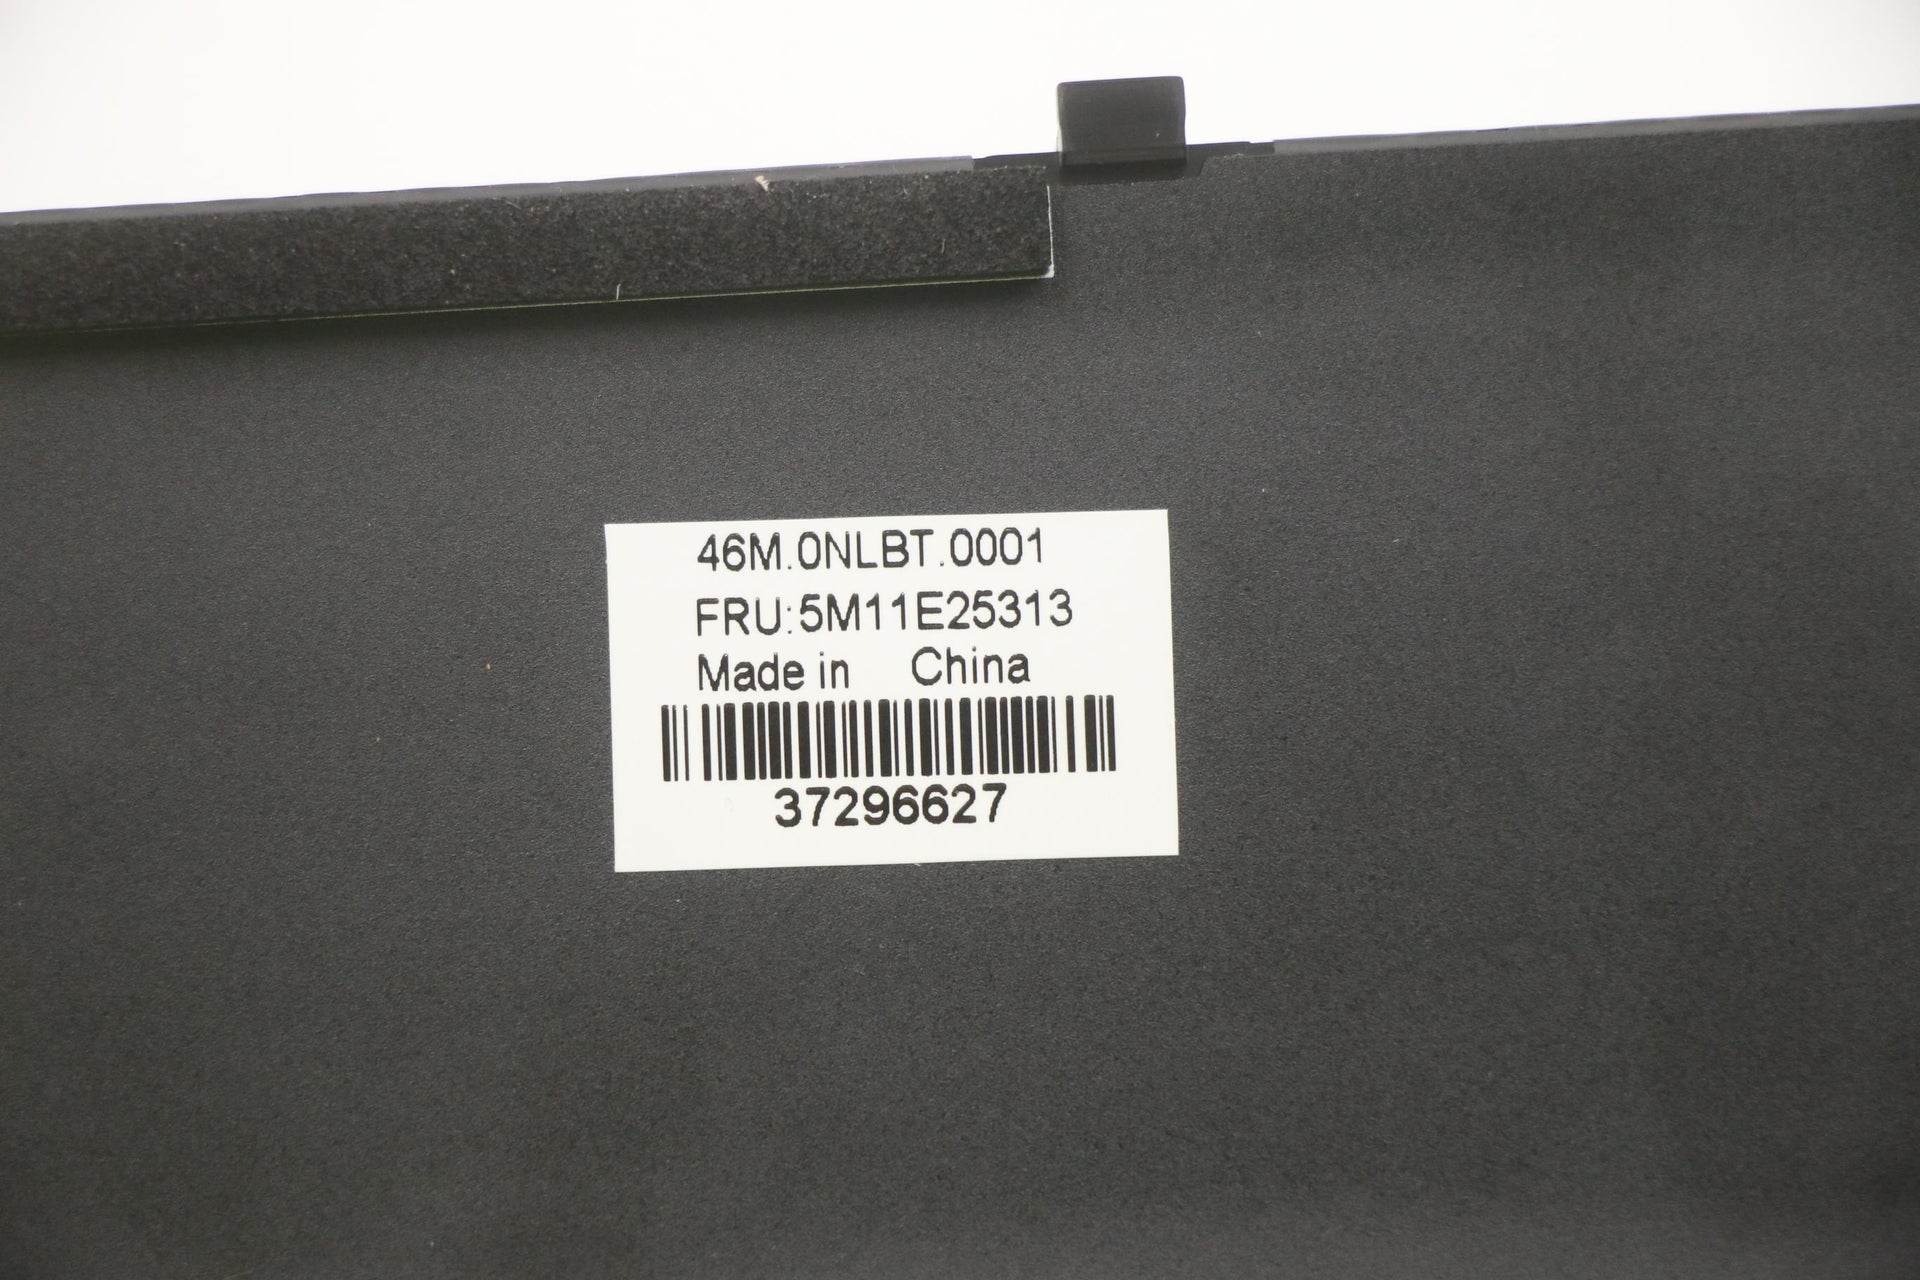 46M.0NLBT.0001
FRU:5M11E25313
Made in China
37296627